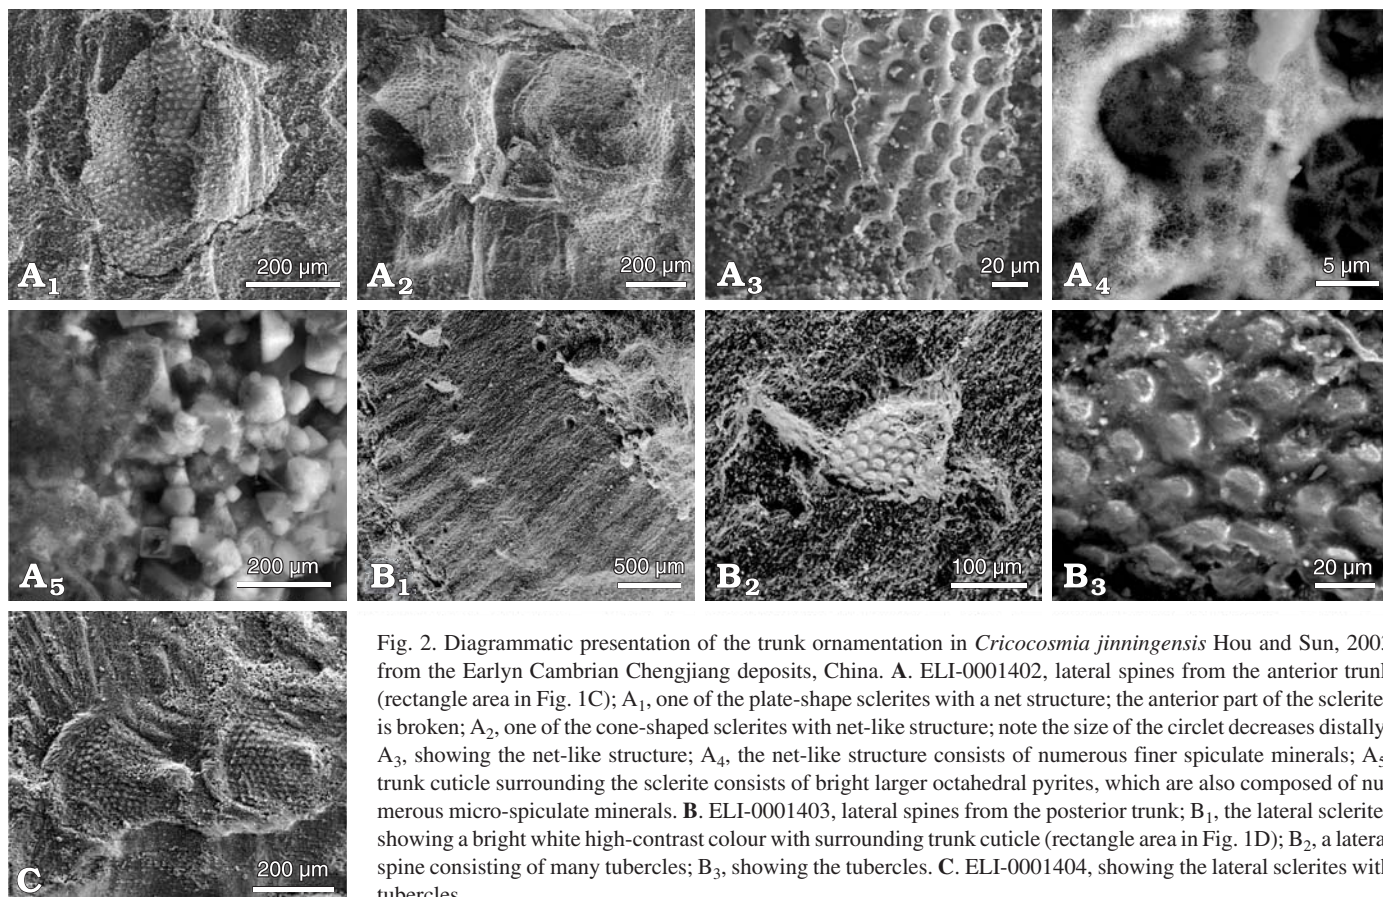 200 µm
A1
200 µm
A2
20 µm
A3
5 µm
A4
200 µm
A5
500 µm
B1
100 µm
B2
20 µm
B3
200 µm
C
Fig. 2. Diagrammatic presentation of the trunk ornamentation in Cricocosmia jinningensis Hou and Sun, 200
from the Earlyn Cambrian Chengjiang deposits, China. A. ELI-0001402, lateral spines from the anterior trunk
(rectangle area in Fig. 1C); A1, one of the plate-shape sclerites with a net structure; the anterior part of the sclerite
is broken; A2, one of the cone-shaped sclerites with net-like structure; note the size of the circlet decreases distally
A3, showing the net-like structure; A4, the net-like structure consists of numerous finer spiculate minerals; A5
trunk cuticle surrounding the sclerite consists of bright larger octahedral pyrites, which are also composed of nu-
merous micro-spiculate minerals. B. ELI-0001403, lateral spines from the posterior trunk; B1, the lateral sclerite
showing a bright white high-contrast colour with surrounding trunk cuticle (rectangle area in Fig. 1D); B2, a latera
spine consisting of many tubercles; B3, showing the tubercles. C. ELI-0001404, showing the lateral sclerites with
tubercles